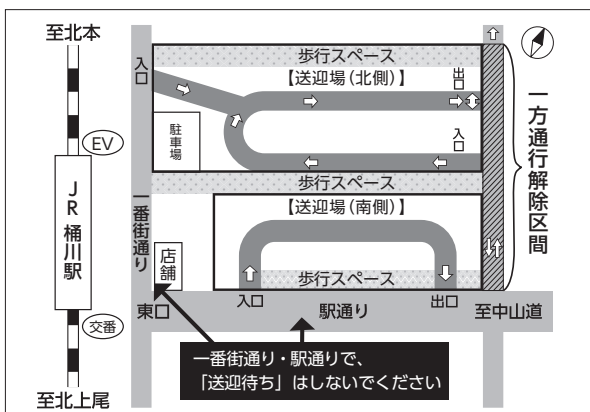 至北本
EV
JR桶川駅
交番
至北上尾
入口
一番街通り
歩行スペース
【送迎場(北側)】
出口
入口
駐車場
歩行スペース
【送迎場(南側)】
歩行スペース
店舗
東口
入口
駅通り
出口
至中山道
一方通行解除区間
一番街通り・駅通りで、
「送迎待ち」はしないでください